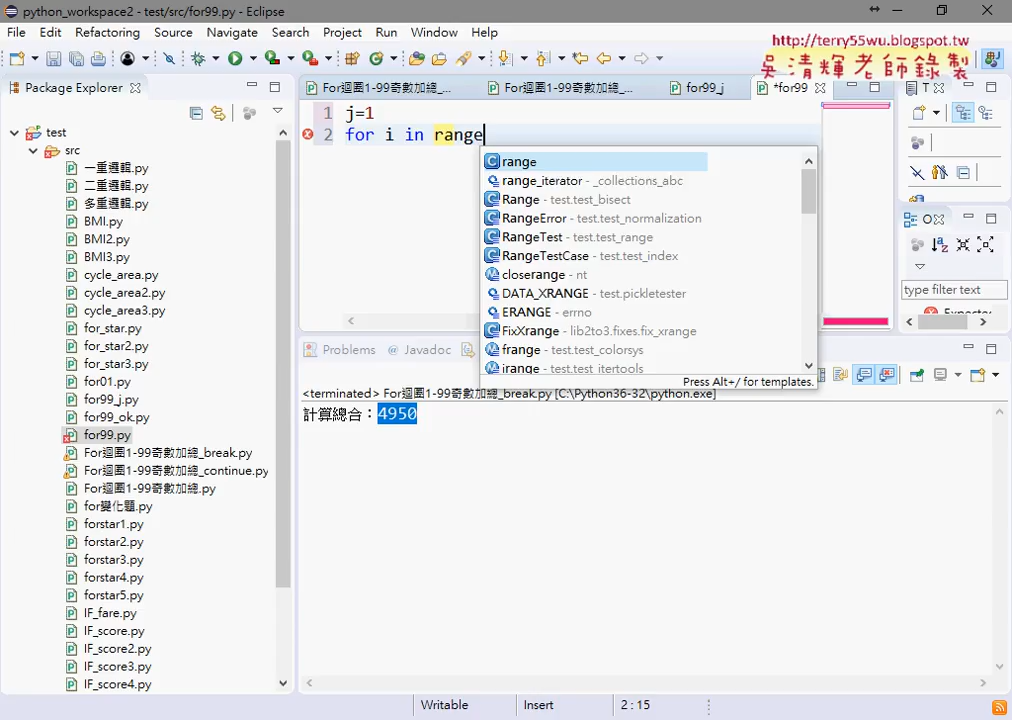 python_workspace2 - test/src/for99.py - Eclipse
File Edit Refactoring Source Navigate Search Project Run Window Help
http://terry55wu.blogspot.tw
吳清輝老師錄製
Package Explorer
For迴圈1-99奇數加總_...
For迴圈1-99奇數加總_...
for99_j
*for99
T
test
src
一重邏輯.py
二重邏輯.py
多重邏輯.py
BMI.py
BMI2.py
BMI3.py
cycle_area.py
cycle_area2.py
cycle_area3.py
for_star.py
for_star2.py
for_star3.py
for01.py
for99_j.py
for99_ok.py
for99.py
For迴圈1-99奇數加總_break.py
For迴圈1-99奇數加總_continue.py
For迴圈1-99奇數加總.py
for變化題.py
forstar1.py
forstar2.py
forstar3.py
forstar4.py
forstar5.py
IF_fare.py
IF_score.py
IF_score2.py
IF_score3.py
IF_score4.py
1 j=1
2 for i in range
range
range_iterator - _collections_abc
Range - test.test_bisect
RangeError - test.test_normalization
RangeTest - test.test_range
RangeTestCase - test.test_index
closerange - nt
DATA_XRANGE - test.pickletester
ERANGE - errno
FixXrange - lib2to3.fixes.fix_xrange
frange - test.test_colorsys
irange - test.test_itertools
Press Alt+/ for templates.
O
type filter text
Problems @ Javadoc
<terminated> For迴圈1-99奇數加總_break.py [C:\Python36-32\python.exe]
計算總合：4950
Writable Insert 2 : 15